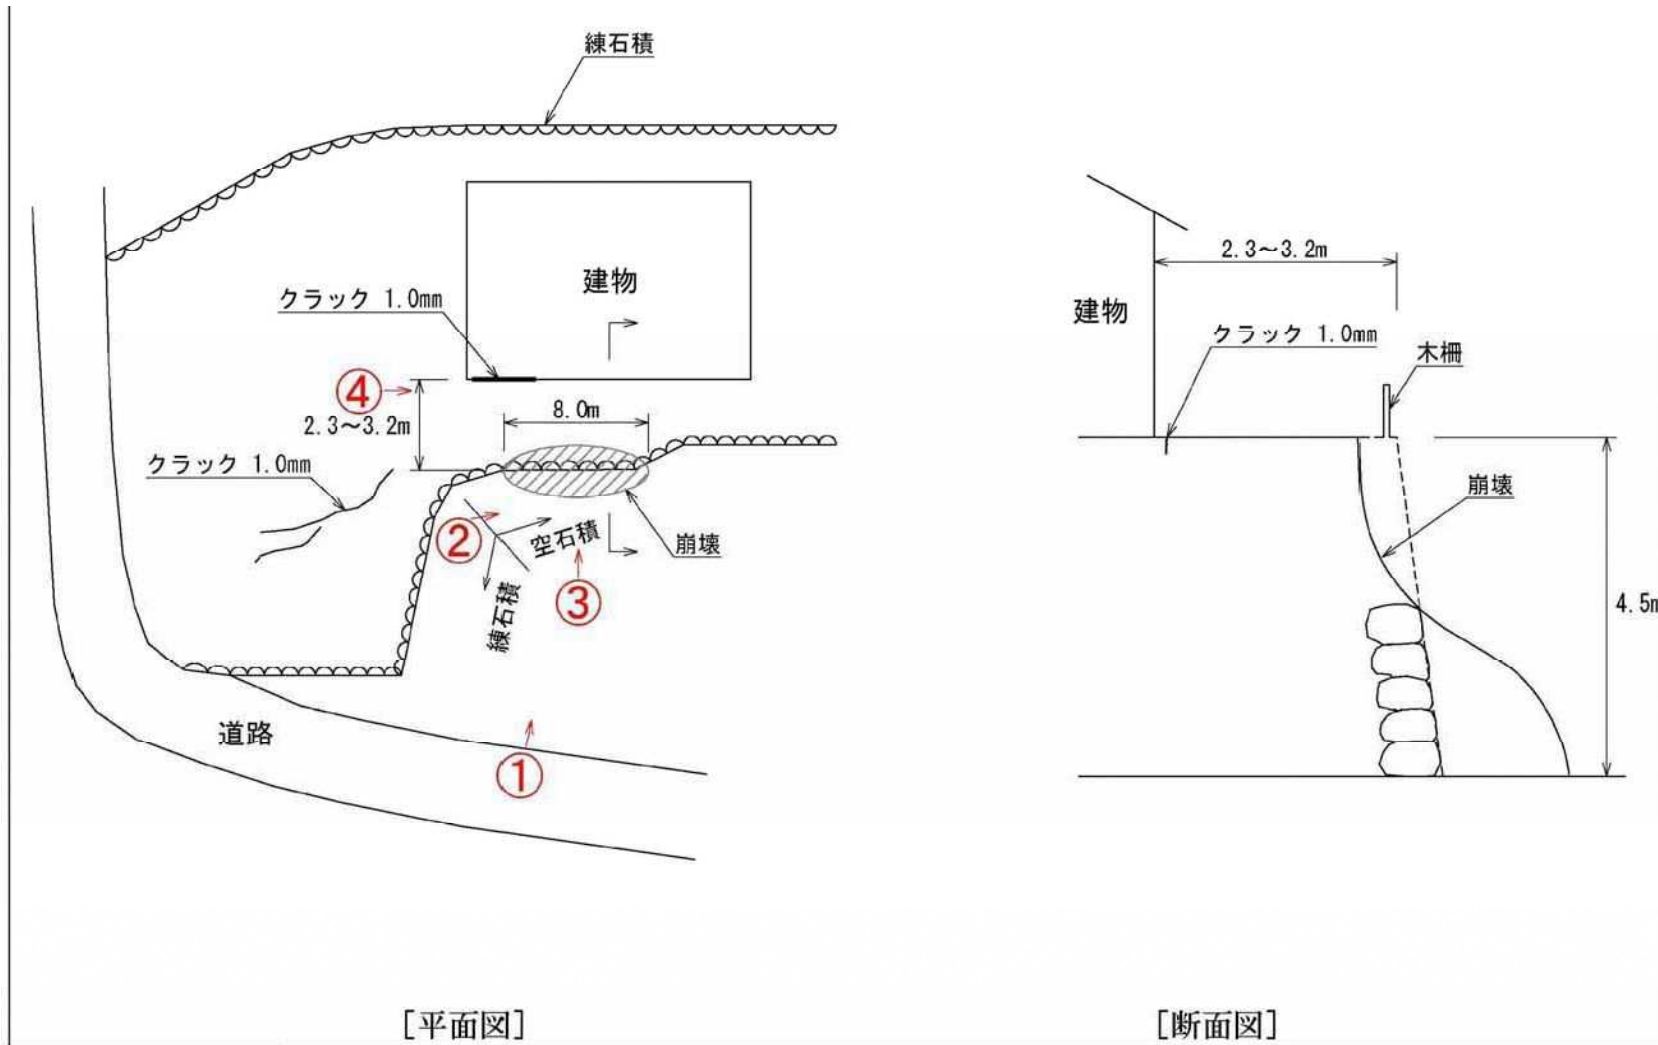 練石積
建物
クラック 1.0mm
④
2.3～3.2m
8.0m
クラック 1.0mm
②
空石積
崩壊
③
練石積
道路
①
[平面図]
2.3～3.2m
建物
クラック 1.0mm
木柵
崩壊
4.5m
[断面図]